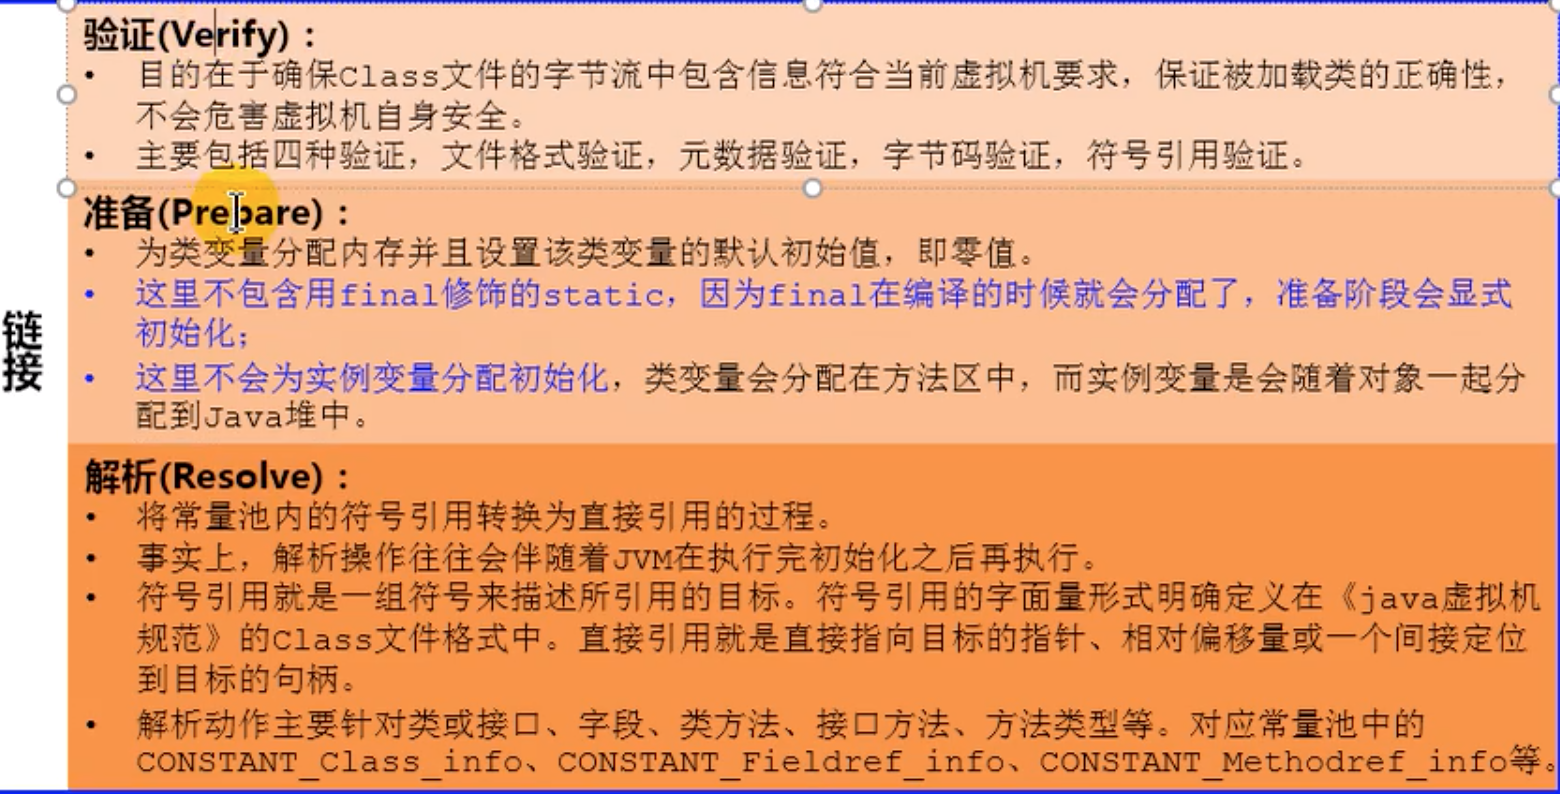 链接
验证(Verify)：
• 目的在于确保Class文件的字节流中包含信息符合当前虚拟机要求，保证被加载类的正确性，
不会危害虚拟机自身安全。
• 主要包括四种验证，文件格式验证，元数据验证，字节码验证，符号引用验证。
准备(Prepare)：
• 为类变量分配内存并且设置该类变量的默认初始值，即零值。
• 这里不包含用final修饰的static，因为final在编译的时候就会分配了，准备阶段会显式
初始化；
• 这里不会为实例变量分配初始化，类变量会分配在方法区中，而实例变量是会随着对象一起分
配到Java堆中。
解析(Resolve)：
• 将常量池内的符号引用转换为直接引用的过程。
• 事实上，解析操作往往会伴随着JVM在执行完初始化之后再执行。
• 符号引用就是一组符号来描述所引用的目标。符号引用的字面量形式明确定义在《java虚拟机
规范》的Class文件格式中。直接引用就是直接指向目标的指针、相对偏移量或一个间接定位
到目标的句柄。
• 解析动作主要针对类或接口、字段、类方法、接口方法、方法类型等。对应常量池中的
CONSTANT_Class_info、CONSTANT_Fieldref_info、CONSTANT_Methodref_info等。